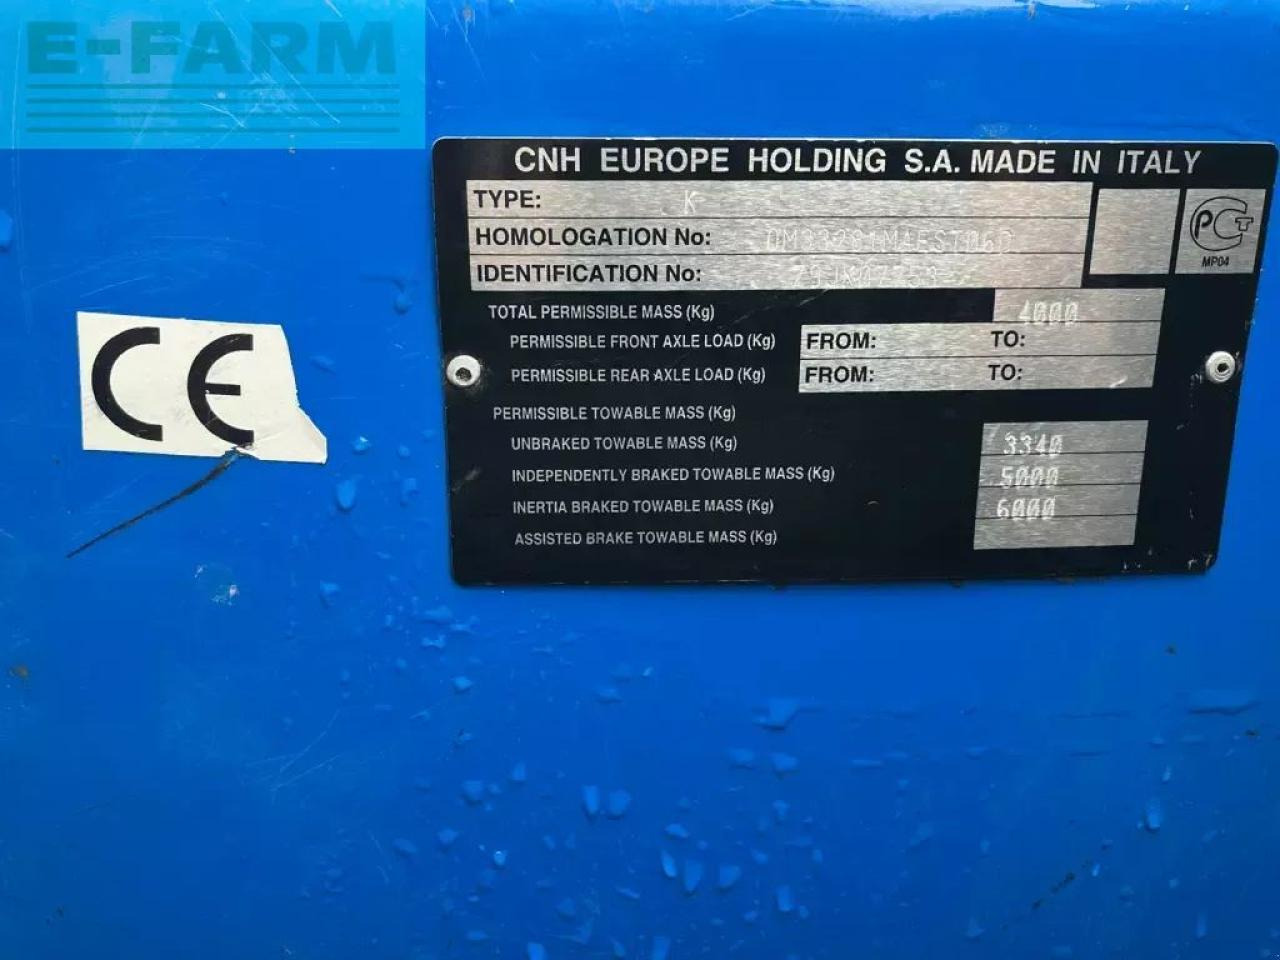 E-FARM
CNH EUROPE HOLDING S.A. MADE IN ITALY
TYPE: K
HOMOLOGATION No:
IDENTIFICATION No:
PCT
MP04
TOTAL PERMISSIBLE MASS (Kg) 4000
PERMISSIBLE FRONT AXLE LOAD (Kg) FROM: TO:
PERMISSIBLE REAR AXLE LOAD (Kg) FROM: TO:
PERMISSIBLE TOWABLE MASS (Kg)
UNBRAKED TOWABLE MASS (Kg) 3340
INDEPENDENTLY BRAKED TOWABLE MASS (Kg) 5000
INERTIA BRAKED TOWABLE MASS (Kg) 6000
ASSISTED BRAKE TOWABLE MASS (Kg)
CE